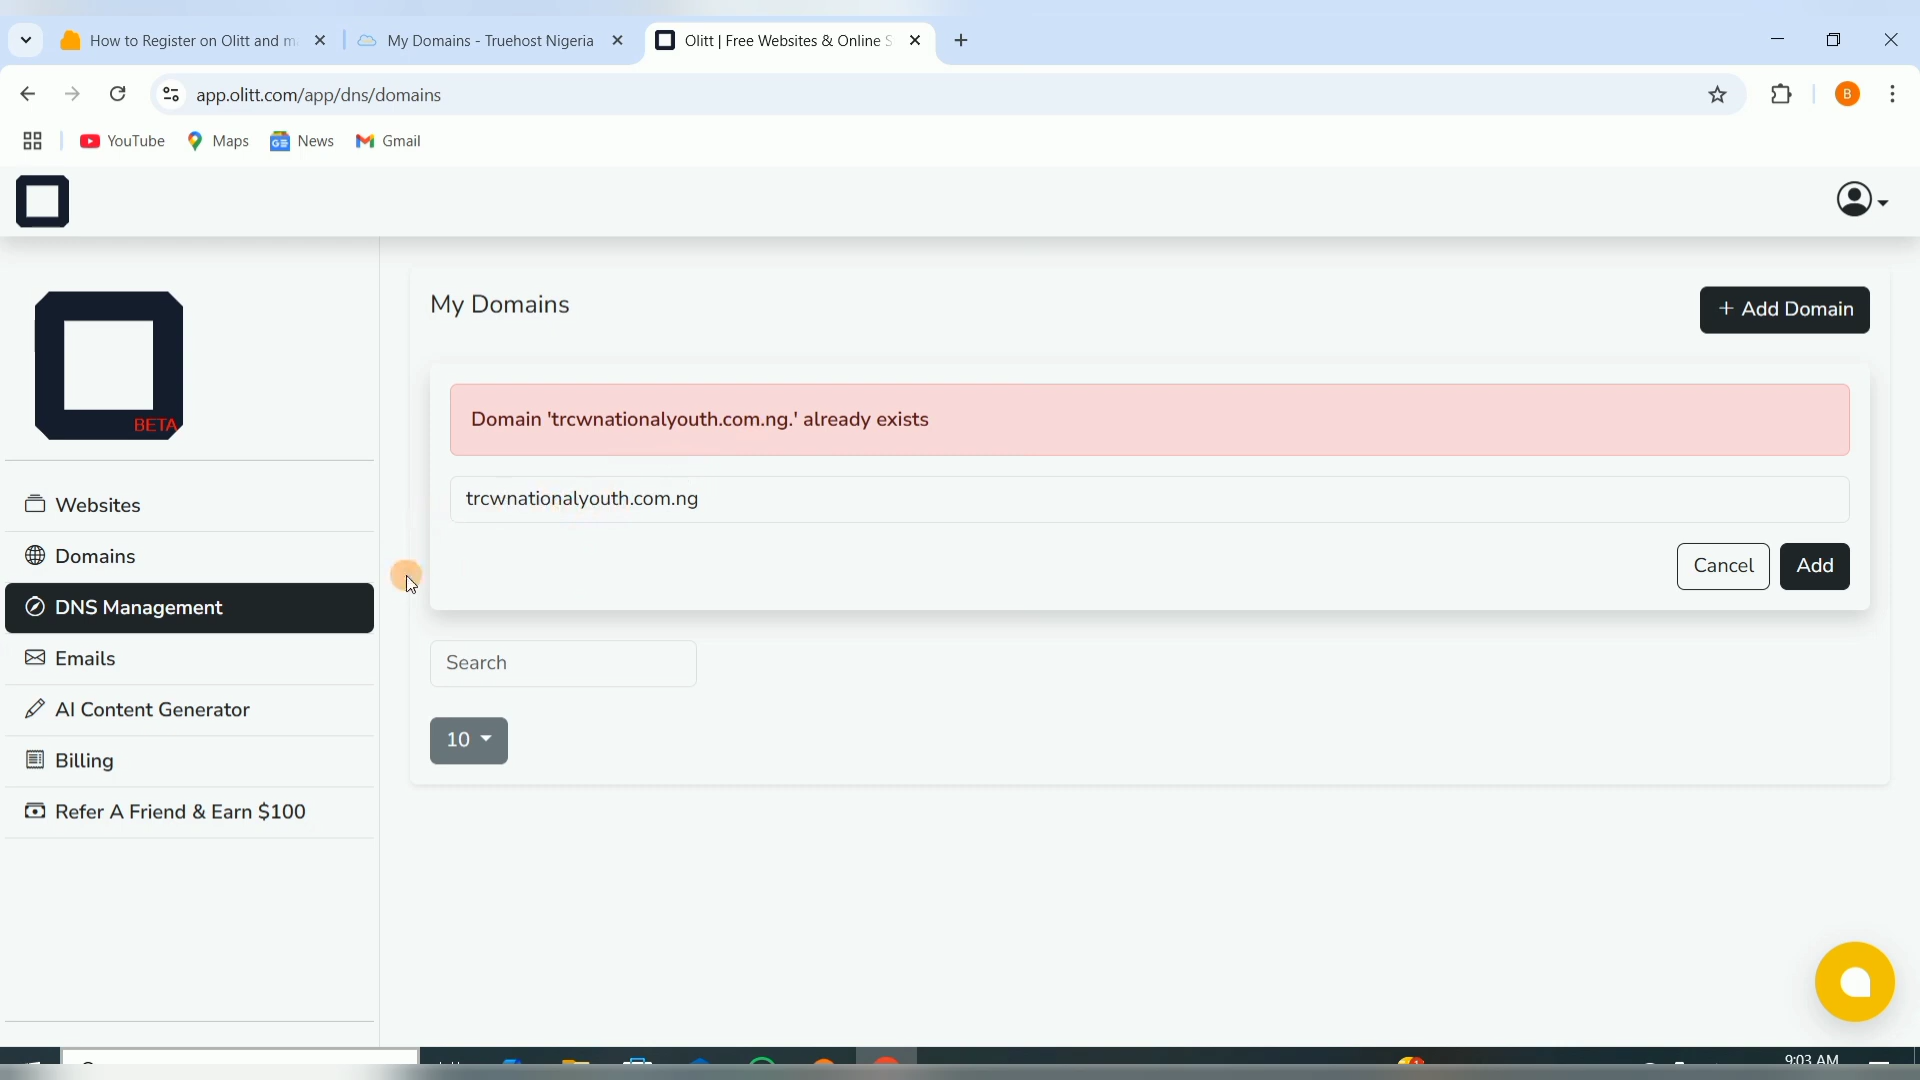 How to Register on Olitt and m
My Domains - Truehost Nigeria
Olitt | Free Websites & Online S
app.olitt.com/app/dns/domains
B
YouTube
Maps
News
Gmail
My Domains
+ Add Domain
BETA
Domain 'trcwnationalyouth.com.ng.' already exists
trcwnationalyouth.com.ng
Cancel
Add
Websites
Domains
DNS Management
Emails
AI Content Generator
Billing
Refer A Friend & Earn $100
Search
10
9:03 AM